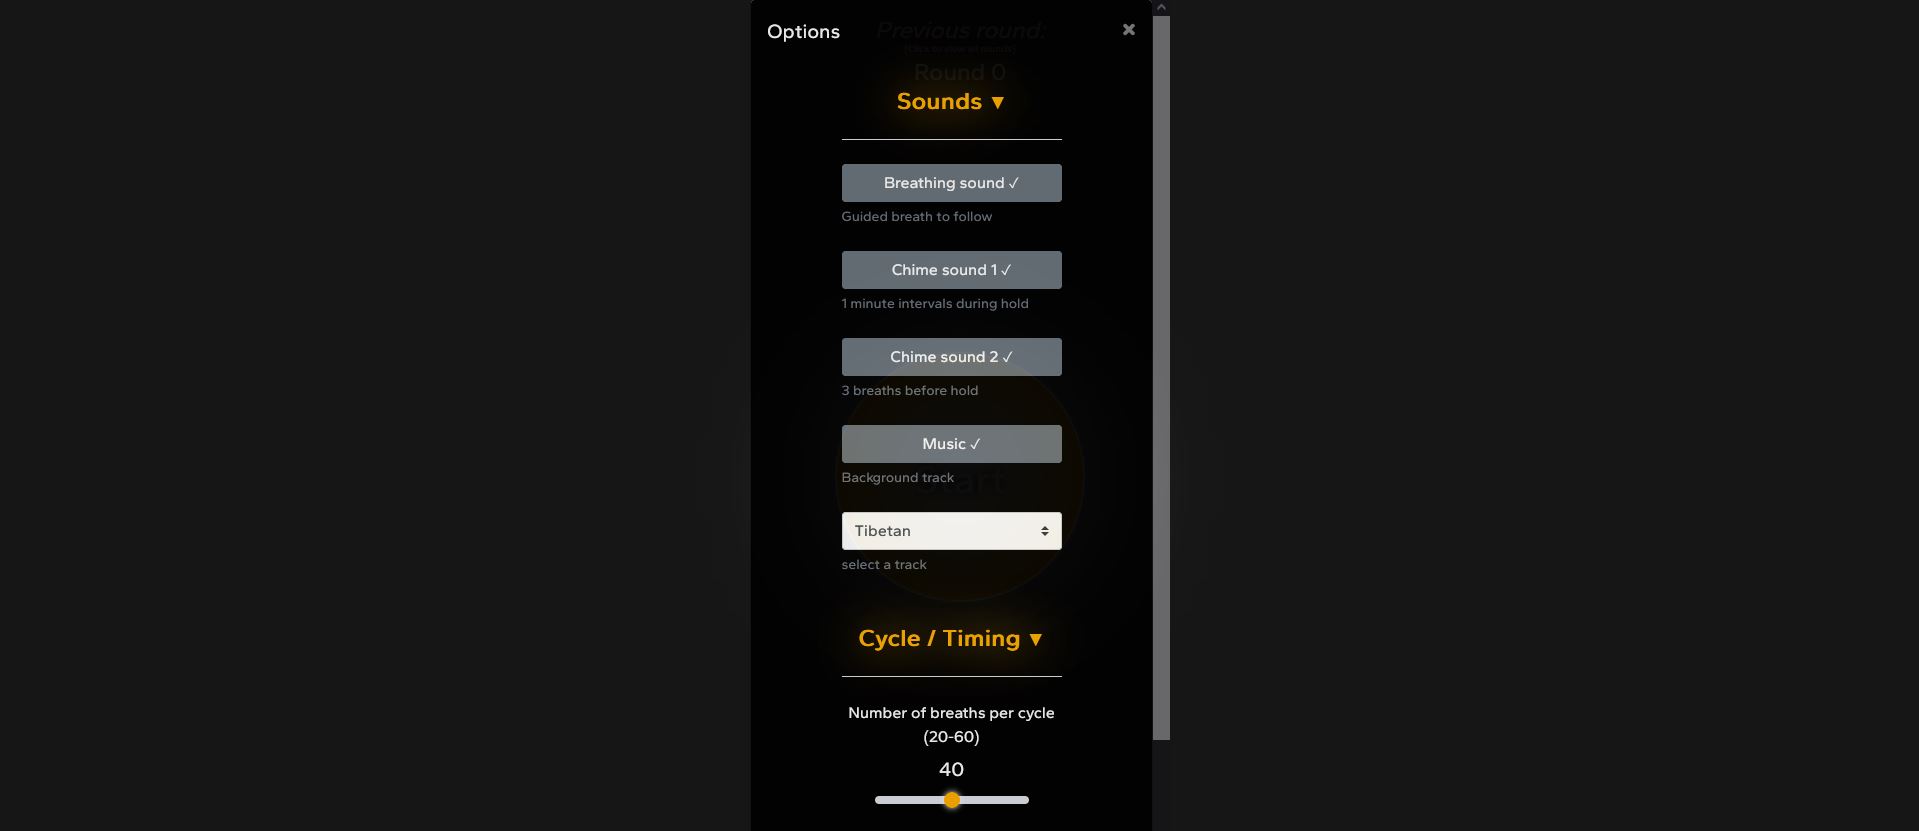 Options
Previous round:
Round 0
Sounds ▼
Breathing sound ✓
Guided breath to follow
Chime sound 1 ✓
1 minute intervals during hold
Chime sound 2 ✓
3 breaths before hold
Music ✓
Background track
Start
Tibetan
select a track
Cycle / Timing ▼
Number of breaths per cycle
(20-60)
40